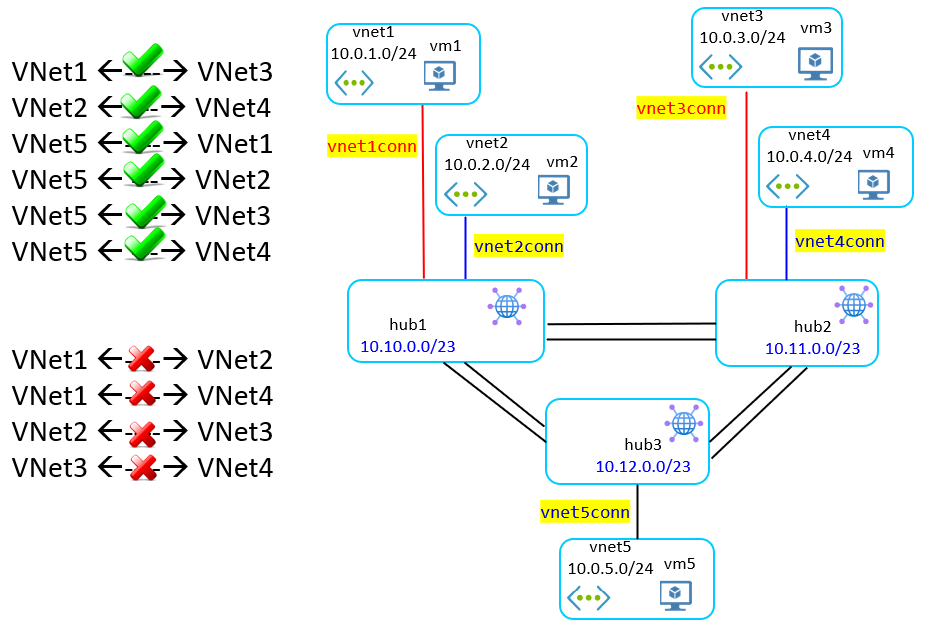 VNet1 ←---→ VNet3
VNet2 ←---→ VNet4
VNet5 ←---→ VNet1
VNet5 ←---→ VNet2
VNet5 ←---→ VNet3
VNet5 ←---→ VNet4
VNet1 ←---→ VNet2
VNet1 ←---→ VNet4
VNet2 ←---→ VNet3
VNet3 ←---→ VNet4
vnet1
10.0.1.0/24 vm1
vnet1conn
vnet2
10.0.2.0/24 vm2
vnet2conn
vnet3
10.0.3.0/24 vm3
vnet3conn
vnet4
10.0.4.0/24 vm4
vnet4conn
hub1
10.10.0.0/23
hub2
10.11.0.0/23
hub3
10.12.0.0/23
vnet5conn
vnet5
10.0.5.0/24 vm5